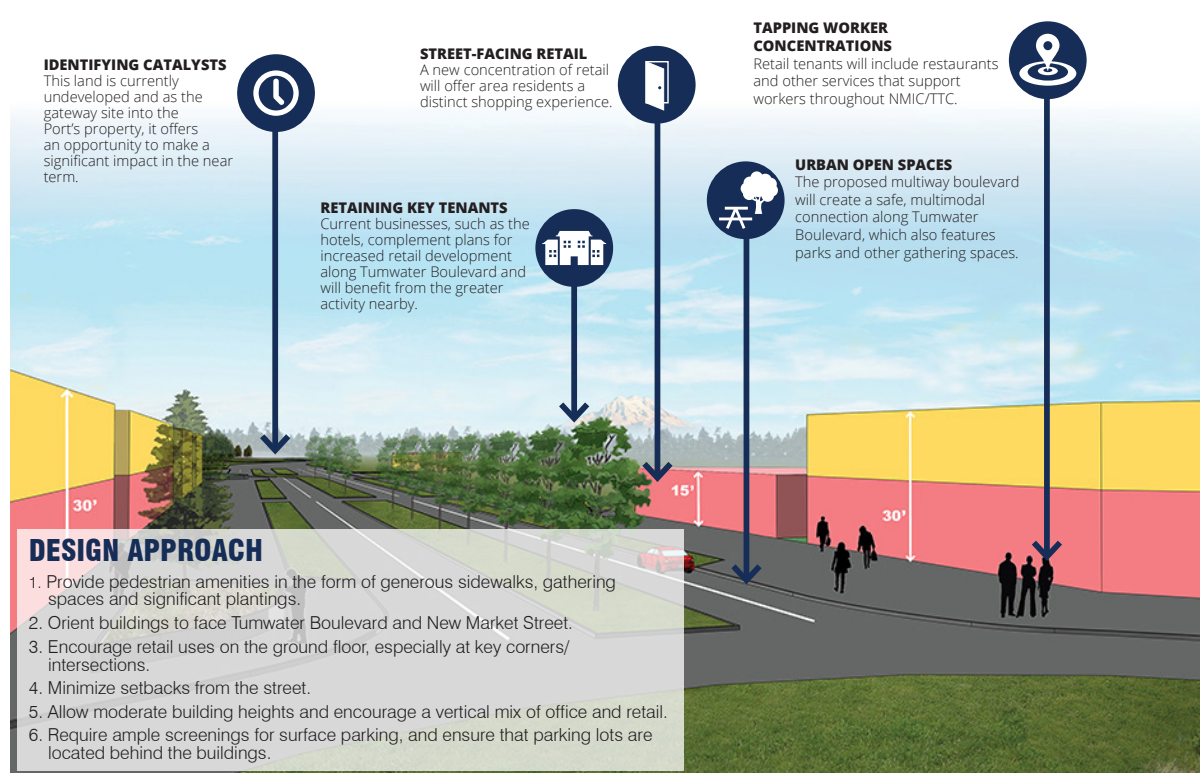 IDENTIFYING CATALYSTS
This land is currently
undeveloped and as the
gateway site into the
Port's property, it offers
an opportunity to make a
significant impact in the near
term.
RETAINING KEY TENANTS
Current businesses, such as the
hotels, complement plans for
increased retail development
along Tumwater Boulevard and
will benefit from the greater
activity nearby.
STREET-FACING RETAIL
A new concentration of retail
will offer area residents a
distinct shopping experience.
TAPPING WORKER
CONCENTRATIONS
Retail tenants will include restaurants
and other services that support
workers throughout NMIC/TTC.
URBAN OPEN SPACES
The proposed multiway boulevard
will create a safe, multimodal
connection along Tumwater
Boulevard, which also features
parks and other gathering spaces.
30'
15'
30'
DESIGN APPROACH
1. Provide pedestrian amenities in the form of generous sidewalks, gathering
spaces and significant plantings.
2. Orient buildings to face Tumwater Boulevard and New Market Street.
3. Encourage retail uses on the ground floor, especially at key corners/
intersections.
4. Minimize setbacks from the street.
5. Allow moderate building heights and encourage a vertical mix of office and retail.
6. Require ample screenings for surface parking, and ensure that parking lots are
located behind the buildings.